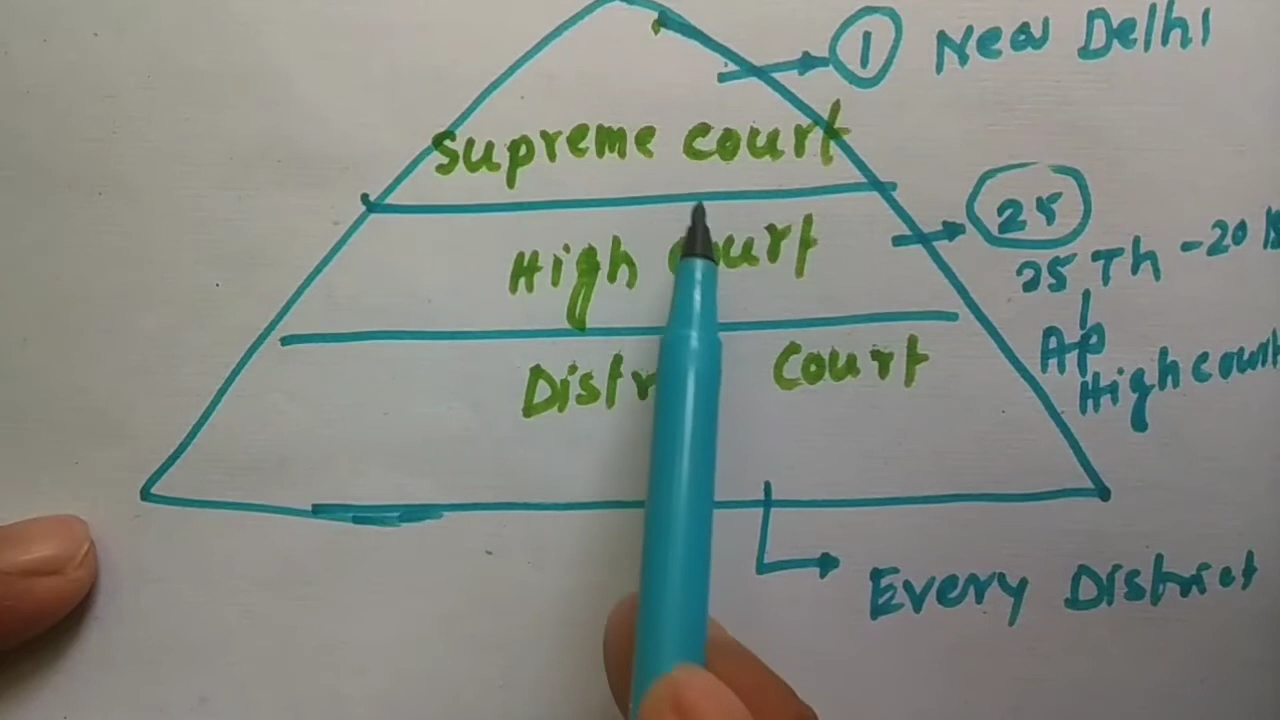 1 New Delhi
Supreme court
25
High court
25 Th - 20
AP
High court
Court
Every District